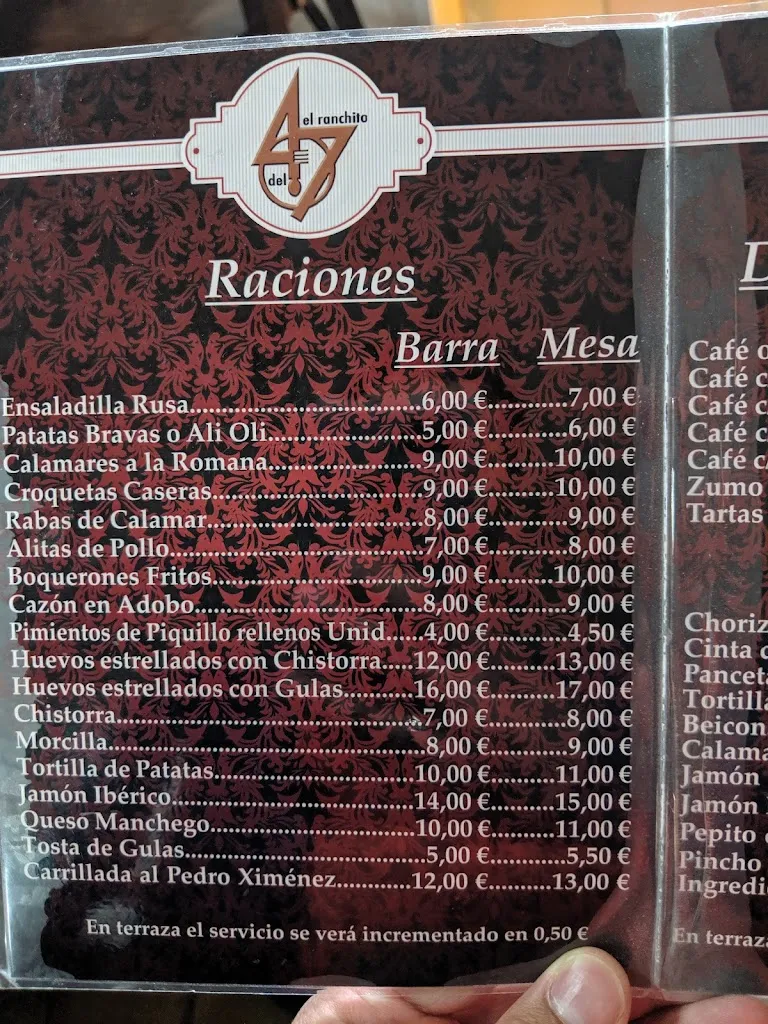 el ranchito
47
del
Raciones
Barra Mesa
Ensaladilla Rusa.....6,00 €.....7,00 €
Patatas Bravas o Ali Oli.....5,00 €.....6,00 €
Calamares a la Romana.....9,00 €.....10,00 €
Croquetas Caseras.....9,00 €.....10,00 €
Rabas de Calamar.....8,00 €.....9,00 €
Alitas de Pollo.....7,00 €.....8,00 €
Boquerones Fritos.....9,00 €.....10,00 €
Cazón en Adobo.....8,00 €.....9,00 €
Pimientos de Piquillo rellenos Unid.....4,00 €.....4,50 €
Huevos estrellados con Chistorra.....12,00 €.....13,00 €
Huevos estrellados con Gulas.....16,00 €.....17,00 €
Chistorra.....7,00 €.....8,00 €
Morcilla.....8,00 €.....9,00 €
Tortilla de Patatas.....10,00 €.....11,00 €
Jamón Ibérico.....14,00 €.....15,00 €
Queso Manchego.....10,00 €.....11,00 €
Tosta de Gulas.....5,00 €.....5,50 €
Carrillada al Pedro Ximénez.....12,00 €.....13,00 €
En terraza el servicio se verá incrementado en 0,50 €
Café
Café c
Café c
Café c
Café c
Zumo
Tartas
Choriz
Cinta
Pancet
Tortilla
Beicon
Calama
Jamón
Jamón
Pepito
Pincho
Ingredi
En terraz